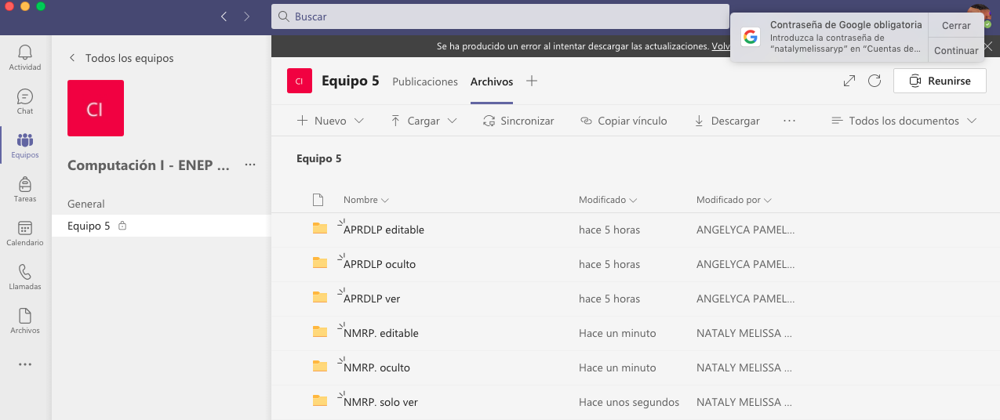 Buscar
Contraseña de Google obligatoria
Introduzca la contraseña de
“natalymelissaryp” en “Cuentas de...
Cerrar
Continuar
Se ha producido un error al intentar descargar las actualizaciones. Volv
Actividad
Chat
Equipos
Tareas
Calendario
Llamadas
Archivos
Todos los equipos
CI
Computación I - ENEP ...
General
Equipo 5
CI
Equipo 5
Publicaciones
Archivos
Reunirse
Nuevo
Cargar
Sincronizar
Copiar vínculo
Descargar
Todos los documentos
Equipo 5
Nombre Modificado Modificado por
APRDLP editable hace 5 horas ANGELYCA PAMEL...
APRDLP oculto hace 5 horas ANGELYCA PAMEL...
APRDLP ver hace 5 horas ANGELYCA PAMEL...
NMRP. editable Hace un minuto NATALY MELISSA ...
NMRP. oculto Hace un minuto NATALY MELISSA ...
NMRP. solo ver Hace unos segundos NATALY MELISSA ...